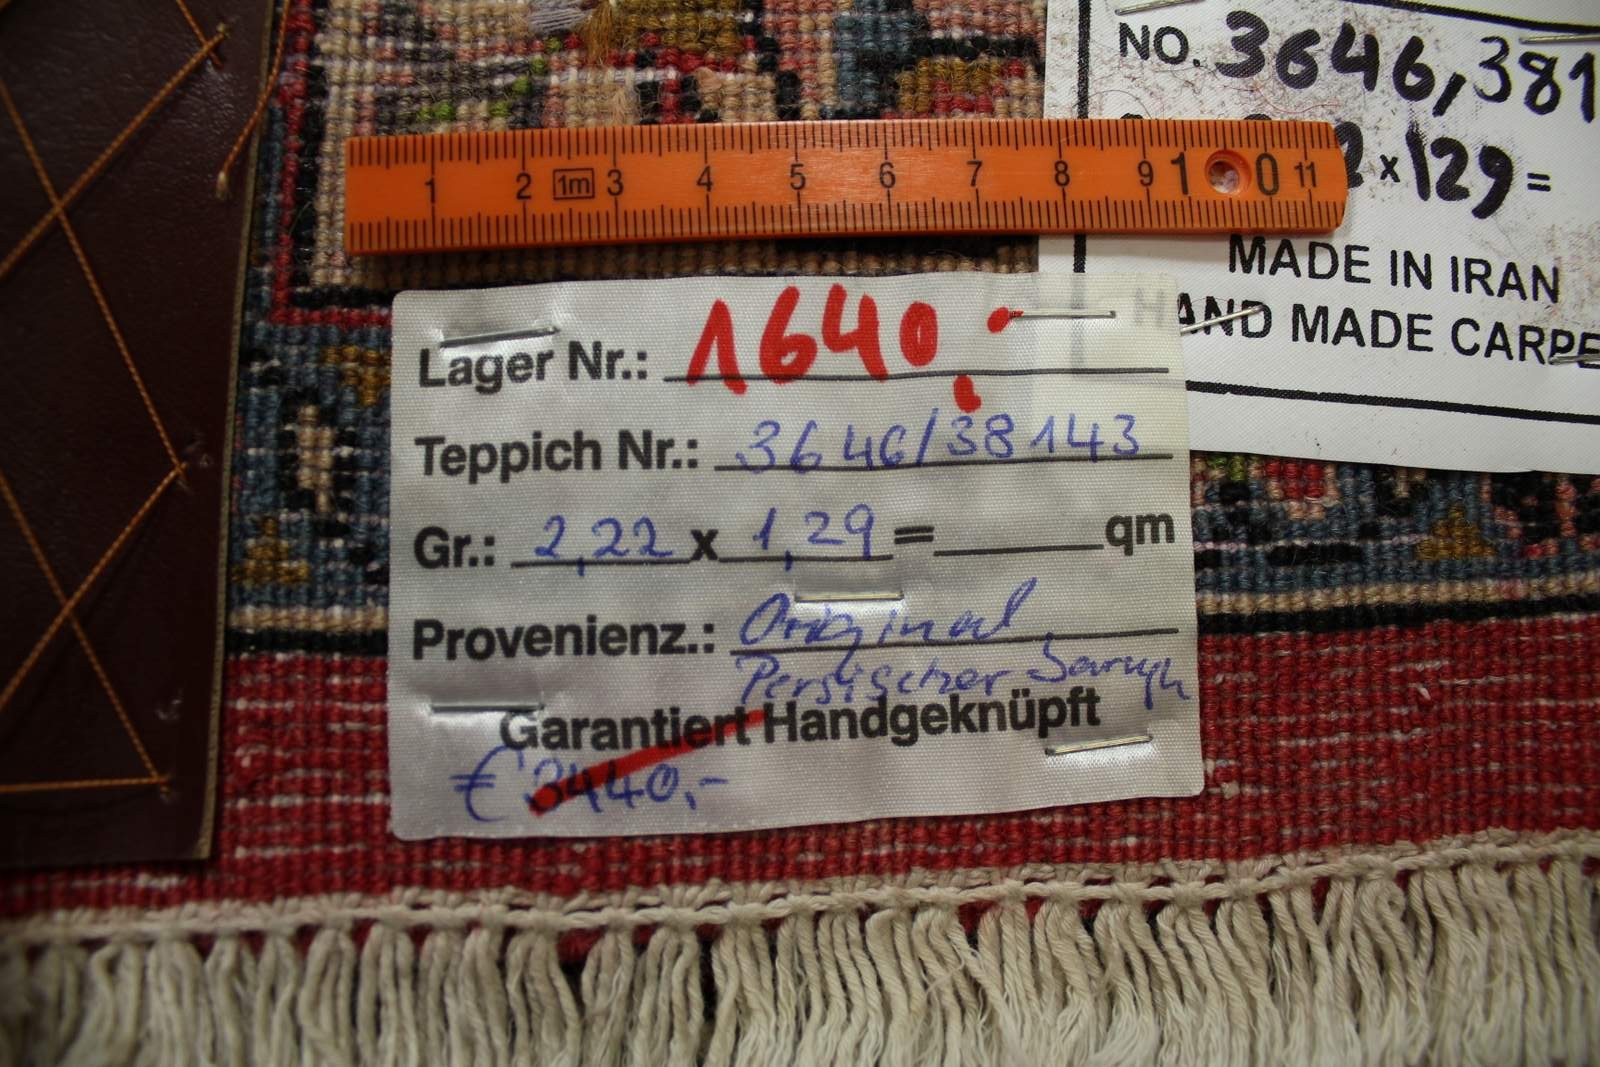 NO. 3646,381
2 x 129 =
MADE IN IRAN
HAND MADE CARPE
1 2 1m 3 4 5 6 7 8 9 10 11
Lager Nr.: 1640,-
Teppich Nr.: 3646/38143
Gr.: 2,22 x 1,29 = qm
Provenienz.: Original
Persischer Sarugh
Garantiert Handgeknüpft
€ 3440,-